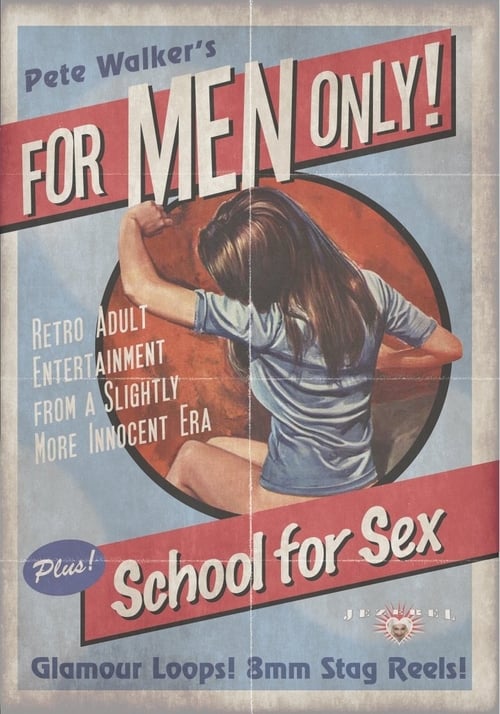 Pete Walker's
FOR MEN ONLY!
RETRO ADULT
ENTERTAINMENT
FROM A SLIGHTLY
MORE INNOCENT ERA
Plus!
School for Sex
JEZEBEL
Glamour Loops! 8mm Stag Reels!